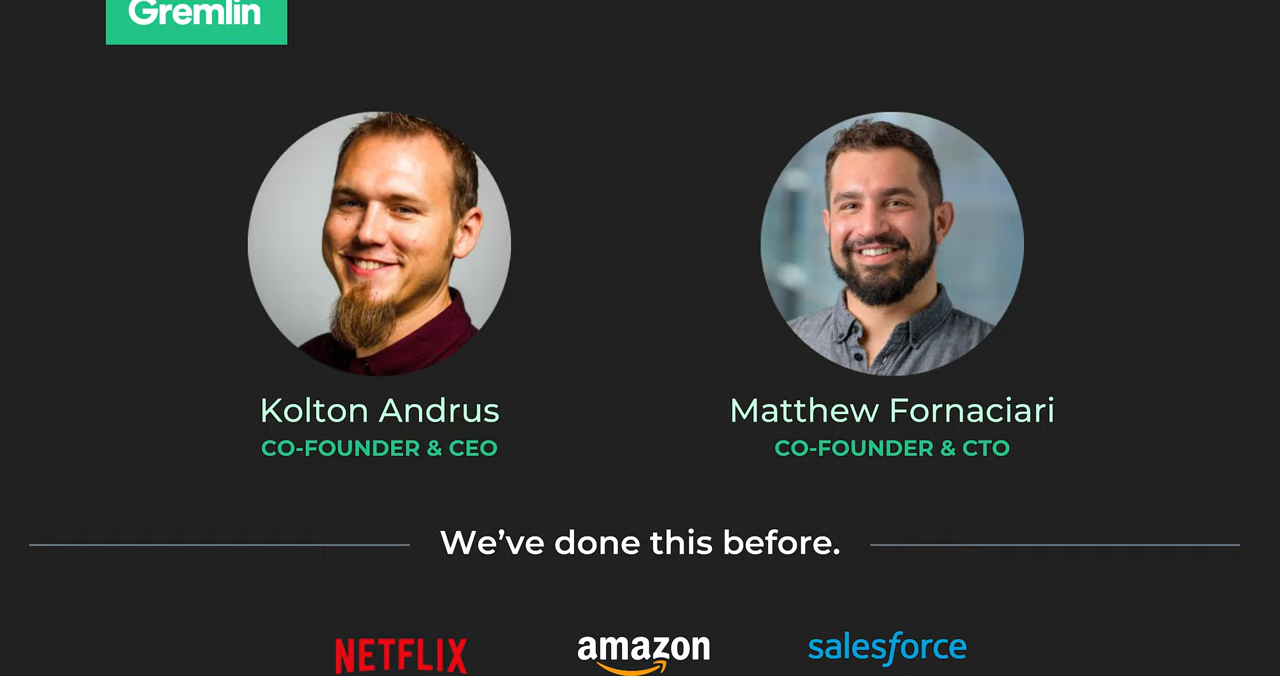 Gremlin
Kolton Andrus
CO-FOUNDER & CEO
Matthew Fornaciari
CO-FOUNDER & CTO
We’ve done this before.
NETFLIX
amazon
salesforce